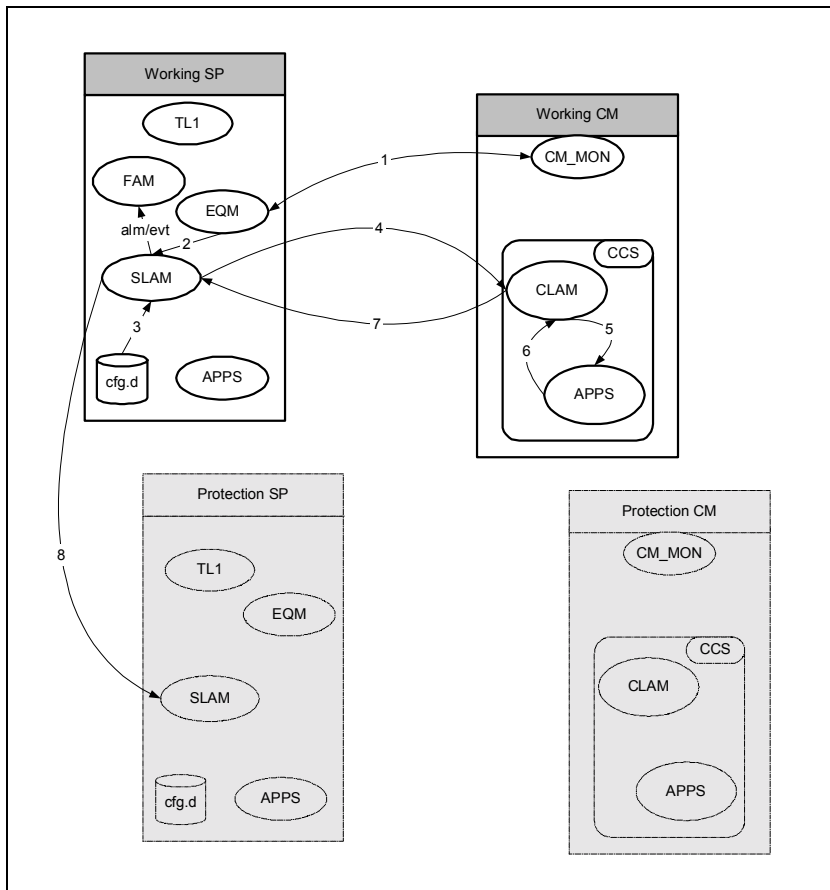 Working SP
TL1
FAM
EQM
alm/evt
2
SLAM
3
cfg.d
APPS
1
4
7
8
Working CM
CM_MON
CCS
CLAM
5
6
APPS
Protection SP
TL1
EQM
SLAM
cfg.d
APPS
Protection CM
CM_MON
CCS
CLAM
APPS